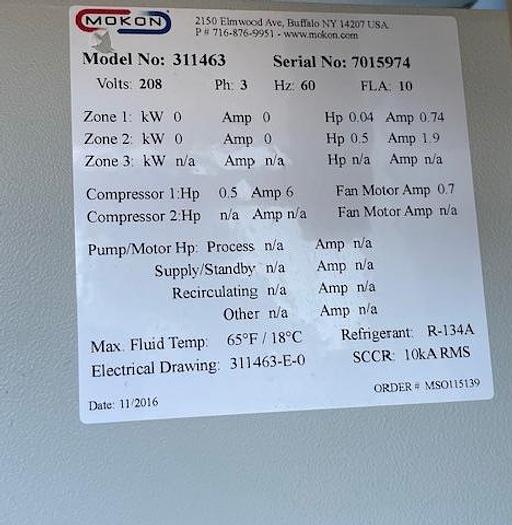 MOKON
2150 Elmwood Ave, Buffalo NY 14207 USA
P # 716-876-9951 - www.mokon.com
Model No: 311463 Serial No: 7015974
Volts: 208 Ph: 3 Hz: 60 FLA: 10
Zone 1: kW 0 Amp 0 Hp 0.04 Amp 0.74
Zone 2: kW 0 Amp 0 Hp 0.5 Amp 1.9
Zone 3: kW n/a Amp n/a Hp n/a Amp n/a
Compressor 1:Hp 0.5 Amp 6 Fan Motor Amp 0.7
Compressor 2:Hp n/a Amp n/a Fan Motor Amp n/a
Pump/Motor Hp: Process n/a Amp n/a
Supply/Standby n/a Amp n/a
Recirculating n/a Amp n/a
Other n/a Amp n/a
Max. Fluid Temp: 65°F / 18°C Refrigerant: R-134A
Electrical Drawing: 311463-E-0 SCCR: 10kA RMS
Date: 11/2016 ORDER # MSO115139